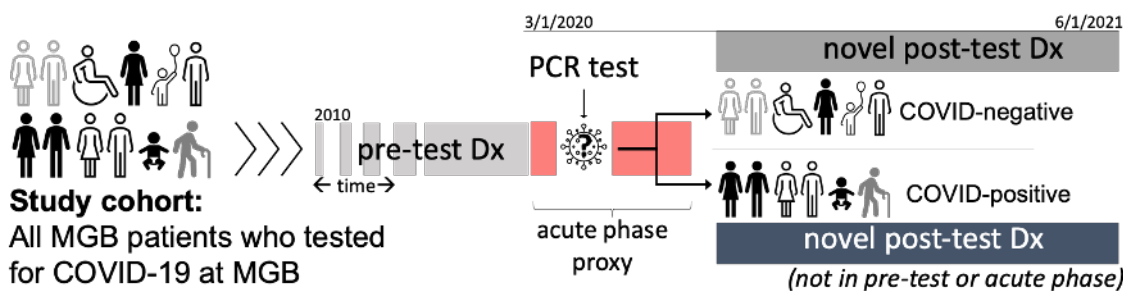 3/1/2020 6/1/2021
novel post-test Dx
PCR test
COVID-negative
2010
pre-test Dx
?
time
COVID-positive
Study cohort:
All MGB patients who tested
for COVID-19 at MGB
acute phase
proxy
novel post-test Dx
(not in pre-test or acute phase)